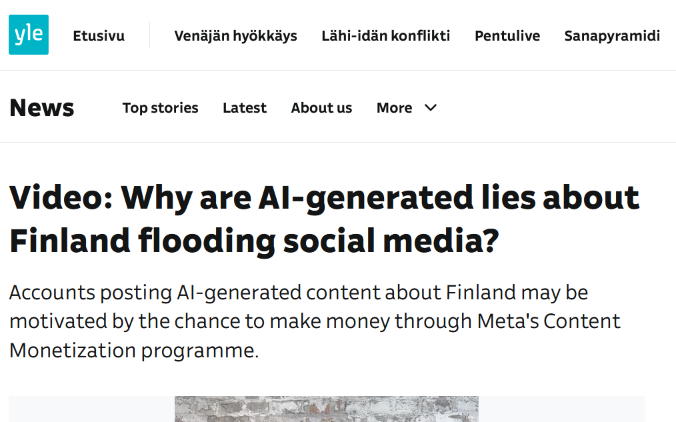 yle
Etusivu
Venäjän hyökkäys
Lähi-idän konflikti
Pentulive
Sanapyramidi
News
Top stories
Latest
About us
More
Video: Why are AI-generated lies about
Finland flooding social media?
Accounts posting AI-generated content about Finland may be
motivated by the chance to make money through Meta's Content
Monetization programme.